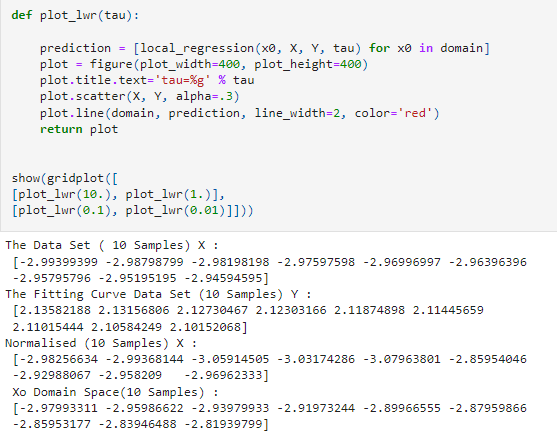 def plot_lwr(tau):
prediction = [local_regression(x0, X, Y, tau) for x0 in domain]
plot = figure(plot_width=400, plot_height=400)
plot.title.text='tau=%g' % tau
plot.scatter(X, Y, alpha=.3)
plot.line(domain, prediction, line_width=2, color='red')
return plot
show(gridplot([
[plot_lwr(10.), plot_lwr(1.)],
[plot_lwr(0.1), plot_lwr(0.01)]]))
The Data Set ( 10 Samples) X :
[-2.99399399 -2.98798799 -2.98198198 -2.97597598 -2.96996997 -2.96396396
-2.95795796 -2.95195195 -2.94594595]
The Fitting Curve Data Set (10 Samples) Y :
[2.13582188 2.13156806 2.12730467 2.12303166 2.11874898 2.11445659
2.11015444 2.10584249 2.10152068]
Normalised (10 Samples) X :
[-2.98256634 -2.99368144 -3.05914505 -3.03174286 -3.07963801 -2.85954046
-2.92988067 -2.958209 -2.96962333]
Xo Domain Space(10 Samples) :
[-2.97993311 -2.95986622 -2.93979933 -2.91973244 -2.89966555 -2.87959866
-2.85953177 -2.83946488 -2.81939799]